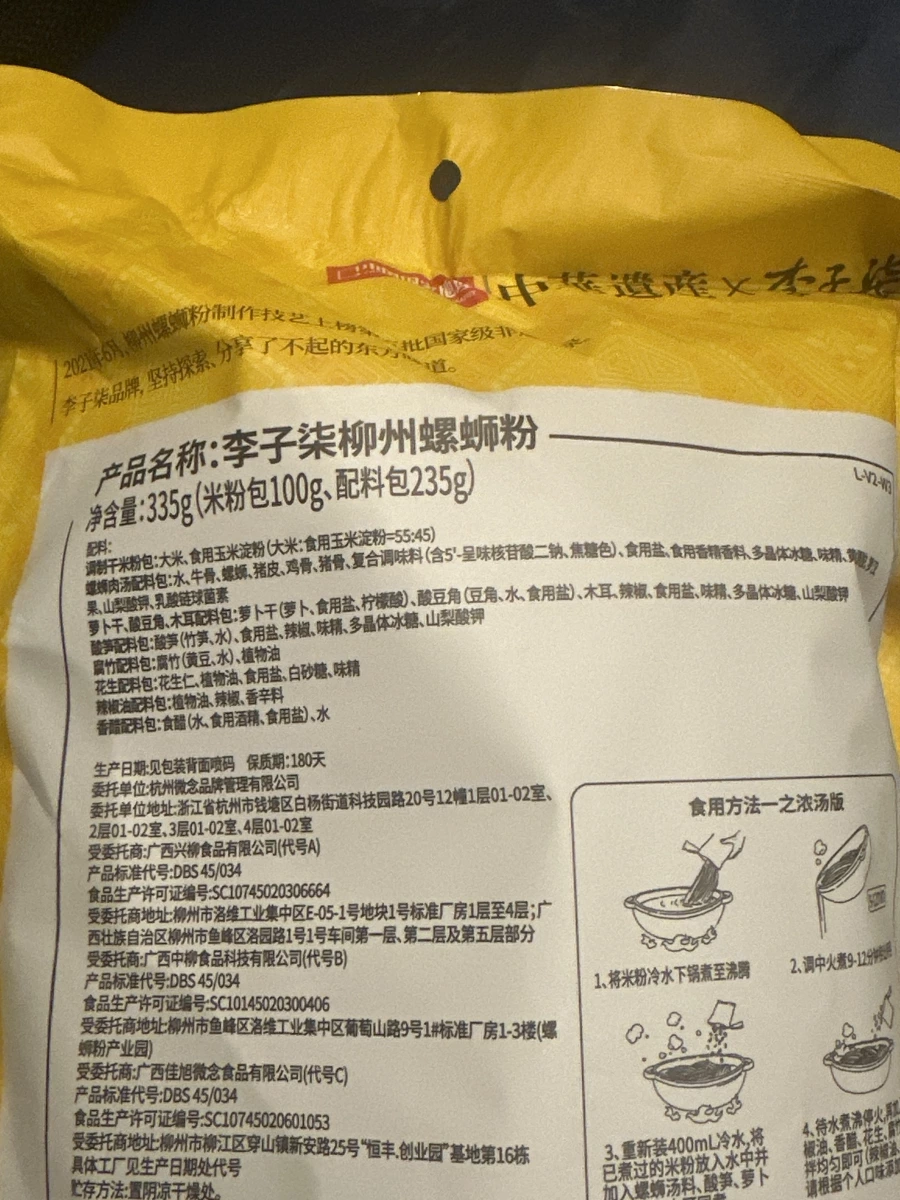 中华遗产×李子柒
2021年6月,柳州螺蛳粉制作技艺上榜第 批国家级非
李子柒品牌,坚持探索、分享了不起的东方 道。
产品名称:李子柒柳州螺蛳粉
L-V2-W3
净含量:335g(米粉包100g、配料包235g)
配料:
调制干米粉包:大米、食用玉米淀粉(大米:食用玉米淀粉=55:45)
螺蛳肉汤配料包:水、牛骨、螺蛳、猪皮、鸡骨、猪骨、复合调味料(含5'-呈味核苷酸二钠、焦糖色)、食用盐、食用香精香料、多晶体冰糖、味精、
果、山梨酸钾、乳酸链球菌素
萝卜干、酸豆角、木耳配料包:萝卜干(萝卜、食用盐、柠檬酸)、酸豆角(豆角、水、食用盐)、木耳、辣椒、食用盐、味精、多晶体冰糖、山梨酸钾
酸笋配料包:酸笋(竹笋、水)、食用盐、辣椒、味精、多晶体冰糖、山梨酸钾
腐竹配料包:腐竹(黄豆、水)、植物油
花生配料包:花生仁、植物油、食用盐、白砂糖、味精
辣椒油配料包:植物油、辣椒、香辛料
香醋配料包:食醋(水、食用酒精、食用盐)、水
生产日期:见包装背面喷码 保质期:180天
委托单位:杭州微念品牌管理有限公司
委托单位地址:浙江省杭州市钱塘区白杨街道科技园路20号12幢1层01-02室、
2层01-02室、3层01-02室、4层01-02室
受委托商:广西兴柳食品有限公司(代号A)
产品标准代号:DBS 45/034
食品生产许可证编号:SC10745020306664
受委托商地址:柳州市洛维工业集中区E-05-1号地块1号标准厂房1层至4层;广
西壮族自治区柳州市鱼峰区洛园路1号1号车间第一层、第二层及第五层部分
受委托商:广西中柳食品科技有限公司(代号B)
产品标准代号:DBS 45/034
食品生产许可证编号:SC10145020300406
受委托商地址:柳州市鱼峰区洛维工业集中区葡萄山路9号1#标准厂房1-3楼(螺
蛳粉产业园)
受委托商:广西佳旭微念食品有限公司(代号C)
产品标准代号:DBS 45/034
食品生产许可证编号:SC10745020601053
受委托商地址:柳州市柳江区穿山镇新安路25号“恒丰.创业园”基地第16栋
具体工厂见生产日期处代号
贮存方法:置阴凉干燥处。
食用方法一之浓汤版
1、将米粉冷水下锅煮至沸腾
2、调中火煮9-12分钟
3、重新装400mL冷水,将
已煮过的米粉放入水中并
加入螺蛳汤料、酸笋、萝卜
4、待水煮沸停火,
椒油、香醋、花生、腐竹
拌均匀即可(辣椒油、
请根据个人口味添加